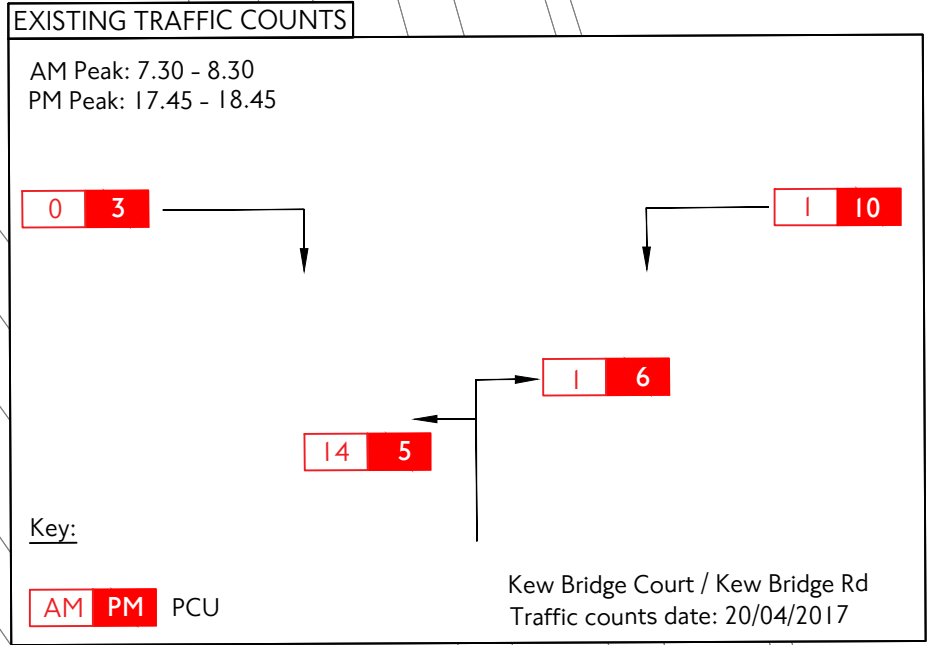 EXISTING TRAFFIC COUNTS
AM Peak: 7.30 - 8.30
PM Peak: 17.45 - 18.45
0 3
1 10
1 6
14 5
Key:
AM PM PCU
Kew Bridge Court / Kew Bridge Rd
Traffic counts date: 20/04/2017